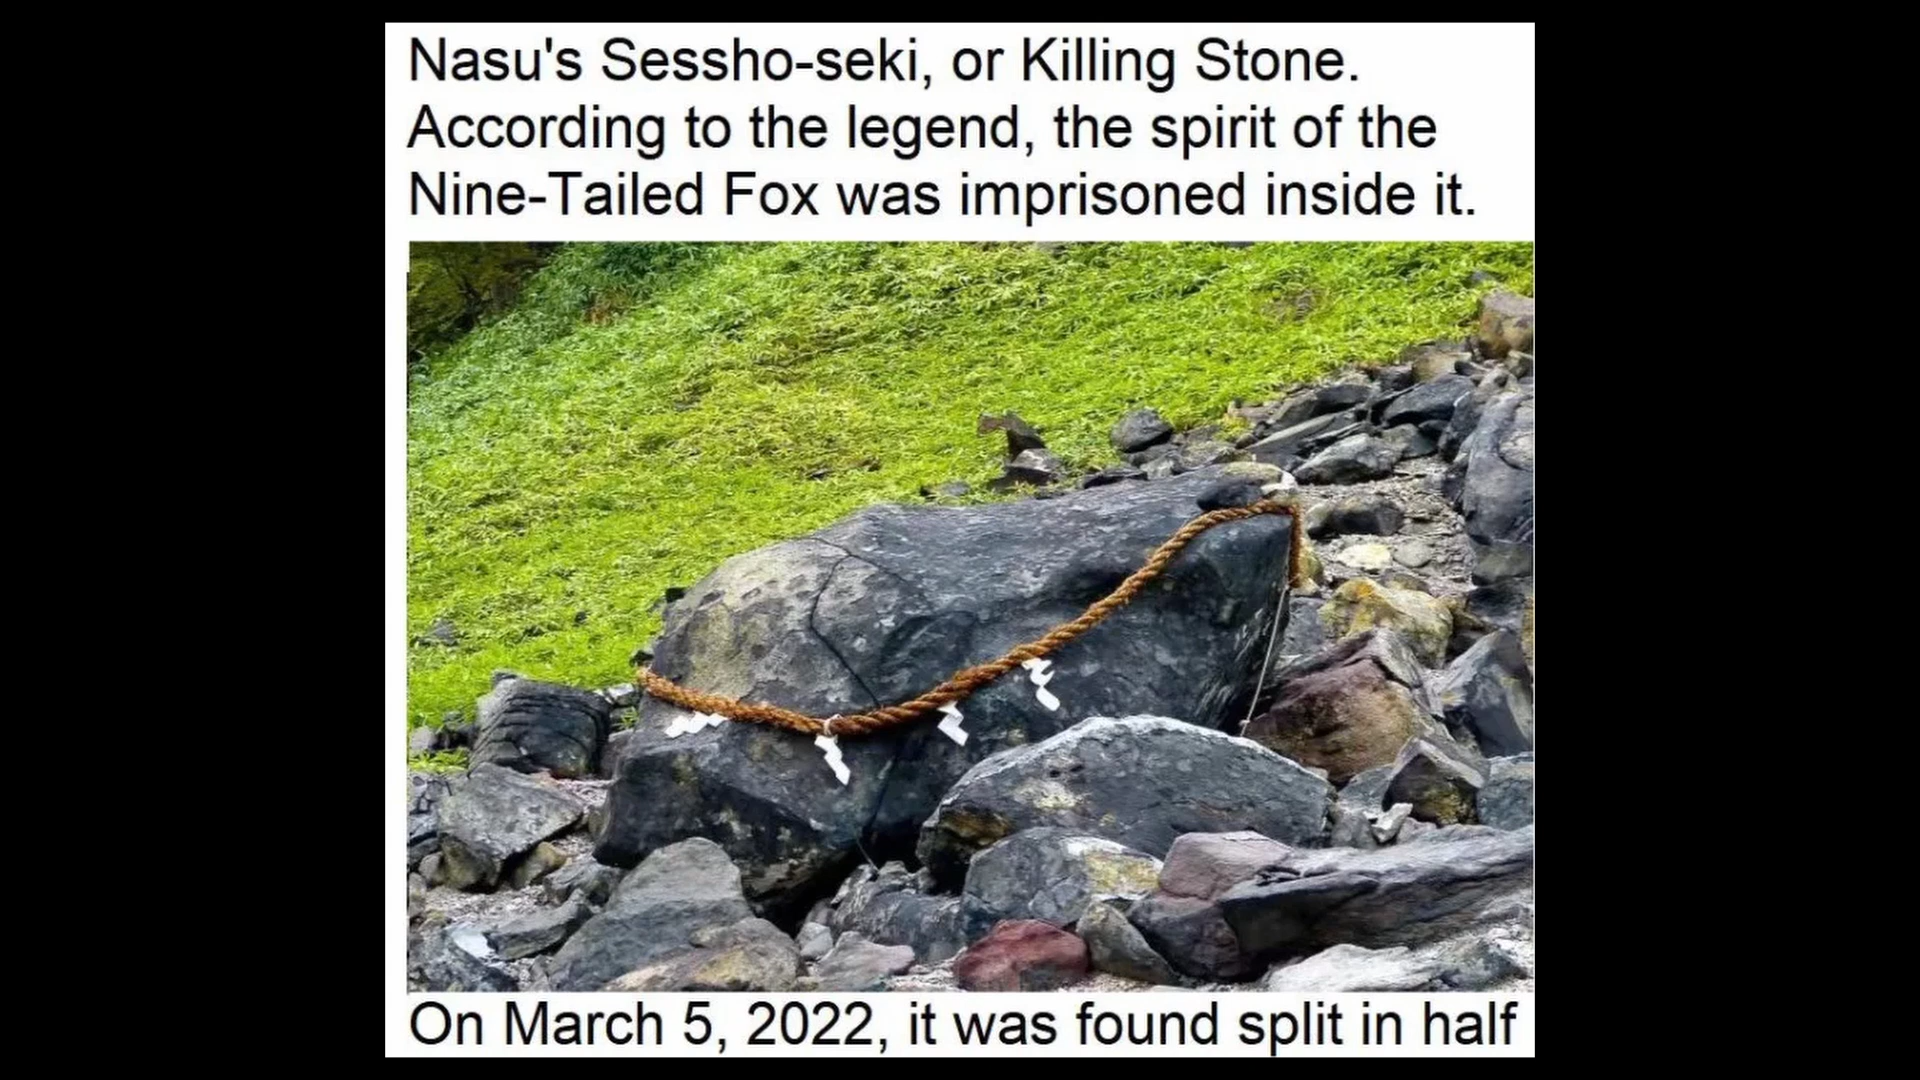 Nasu's Sessho-seki, or Killing Stone.
According to the legend, the spirit of the
Nine-Tailed Fox was imprisoned inside it.
On March 5, 2022, it was found split in half